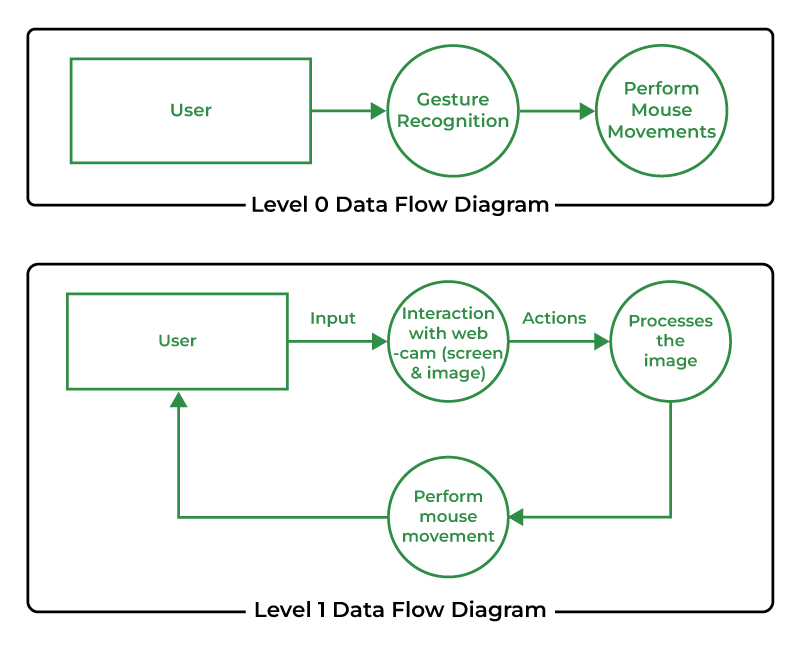 User
Gesture
Recognition
Perform
Mouse
Movements
Level 0 Data Flow Diagram
User
Input
Interaction
with web
-cam (screen
& image)
Actions
Processes
the
image
Perform
mouse
movement
Level 1 Data Flow Diagram